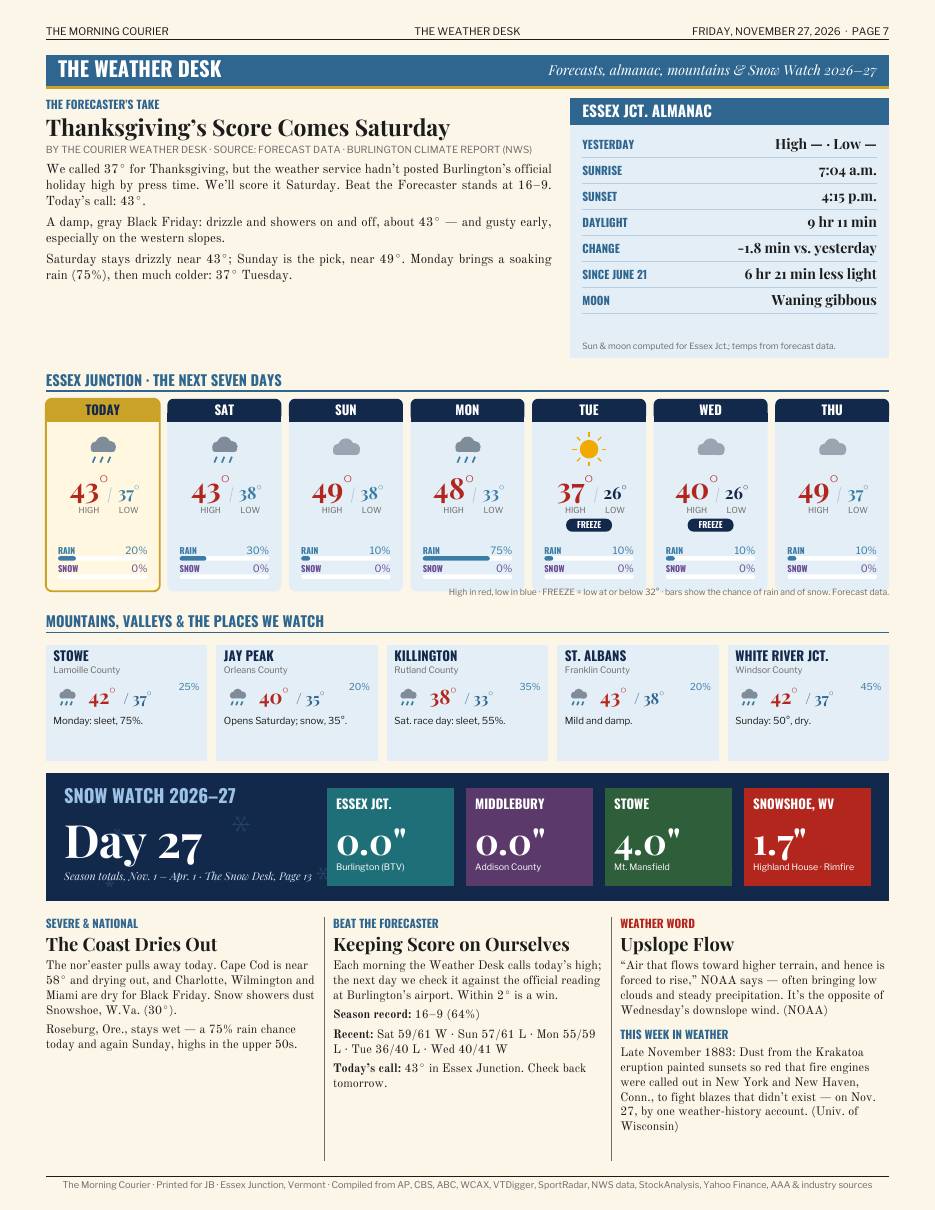 THE MORNING COURIER
THE WEATHER DESK
FRIDAY, NOVEMBER 27, 2026 · PAGE 7
THE WEATHER DESK
Forecasts, almanac, mountains & Snow Watch 2026–27
THE FORECASTER'S TAKE
Thanksgiving's Score Comes Saturday
BY THE COURIER WEATHER DESK · SOURCE: FORECAST DATA · BURLINGTON CLIMATE REPORT (NWS)
We called 37° for Thanksgiving, but the weather service hadn't posted Burlington's official
holiday high by press time. We'll score it Saturday. Beat the Forecaster stands at 16–9.
Today's call: 43°.
A damp, gray Black Friday: drizzle and showers on and off, about 43° — and gusty early,
especially on the western slopes.
Saturday stays drizzly near 43°; Sunday is the pick, near 49°. Monday brings a soaking
rain (75%), then much colder: 37° Tuesday.
ESSEX JCT. ALMANAC
YESTERDAY High — · Low —
SUNRISE 7:04 a.m.
SUNSET 4:15 p.m.
DAYLIGHT 9 hr 11 min
CHANGE -1.8 min vs. yesterday
SINCE JUNE 21 6 hr 21 min less light
MOON Waning gibbous
Sun & moon computed for Essex Jct.; temps from forecast data.
ESSEX JUNCTION · THE NEXT SEVEN DAYS
TODAY
43° / 37°
HIGH LOW
RAIN 20%
SNOW 0%
SAT
43° / 38°
HIGH LOW
RAIN 30%
SNOW 0%
SUN
49° / 38°
HIGH LOW
RAIN 10%
SNOW 0%
MON
48° / 33°
HIGH LOW
RAIN 75%
SNOW 0%
TUE
37° / 26°
HIGH LOW
FREEZE
RAIN 10%
SNOW 0%
WED
40° / 26°
HIGH LOW
FREEZE
RAIN 10%
SNOW 0%
THU
49° / 37°
HIGH LOW
RAIN 10%
SNOW 0%
High in red, low in blue · FREEZE = low at or below 32° · bars show the chance of rain and of snow. Forecast data.
MOUNTAINS, VALLEYS & THE PLACES WE WATCH
STOWE
Lamoille County
42° / 37° 25%
Monday: sleet, 75%.
JAY PEAK
Orleans County
40° / 35° 20%
Opens Saturday; snow, 35°.
KILLINGTON
Rutland County
38° / 33° 35%
Sat. race day: sleet, 55%.
ST. ALBANS
Franklin County
43° / 38° 20%
Mild and damp.
WHITE RIVER JCT.
Windsor County
42° / 37° 45%
Sunday: 50°, dry.
SNOW WATCH 2026–27
Day 27
Season totals, Nov. 1 – Apr. 1 · The Snow Desk, Page 13
ESSEX JCT.
0.0"
Burlington (BTV)
MIDDLEBURY
0.0"
Addison County
STOWE
4.0"
Mt. Mansfield
SNOWSHOE, WV
1.7"
Highland House · Rimfire
SEVERE & NATIONAL
The Coast Dries Out
The nor'easter pulls away today. Cape Cod is near
58° and drying out, and Charlotte, Wilmington and
Miami are dry for Black Friday. Snow showers dust
Snowshoe, W.Va. (30°).
Roseburg, Ore., stays wet — a 75% rain chance
today and again Sunday, highs in the upper 50s.
BEAT THE FORECASTER
Keeping Score on Ourselves
Each morning the Weather Desk calls today's high;
the next day we check it against the official reading
at Burlington's airport. Within 2° is a win.
Season record: 16–9 (64%)
Recent: Sat 59/61 W · Sun 57/61 L · Mon 55/59
L · Tue 36/40 L · Wed 40/41 W
Today's call: 43° in Essex Junction. Check back
tomorrow.
WEATHER WORD
Upslope Flow
“Air that flows toward higher terrain, and hence is
forced to rise,” NOAA says — often bringing low
clouds and steady precipitation. It's the opposite of
Wednesday's downslope wind. (NOAA)
THIS WEEK IN WEATHER
Late November 1883: Dust from the Krakatoa
eruption painted sunsets so red that fire engines
were called out in New York and New Haven,
Conn., to fight blazes that didn't exist — on Nov.
27, by one weather-history account. (Univ. of
Wisconsin)
The Morning Courier · Printed for JB · Essex Junction, Vermont · Compiled from AP, CBS, ABC, WCAX, VTDigger, SportRadar, NWS data, StockAnalysis, Yahoo Finance, AAA & industry sources